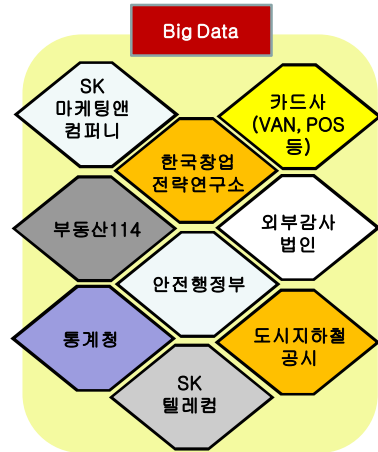 Big Data
SK
마케팅앤
컴퍼니
카드사
(VAN, POS
등)
한국창업
전략연구소
부동산114
외부감사
법인
안전행정부
통계청
도시지하철
공시
SK
텔레컴